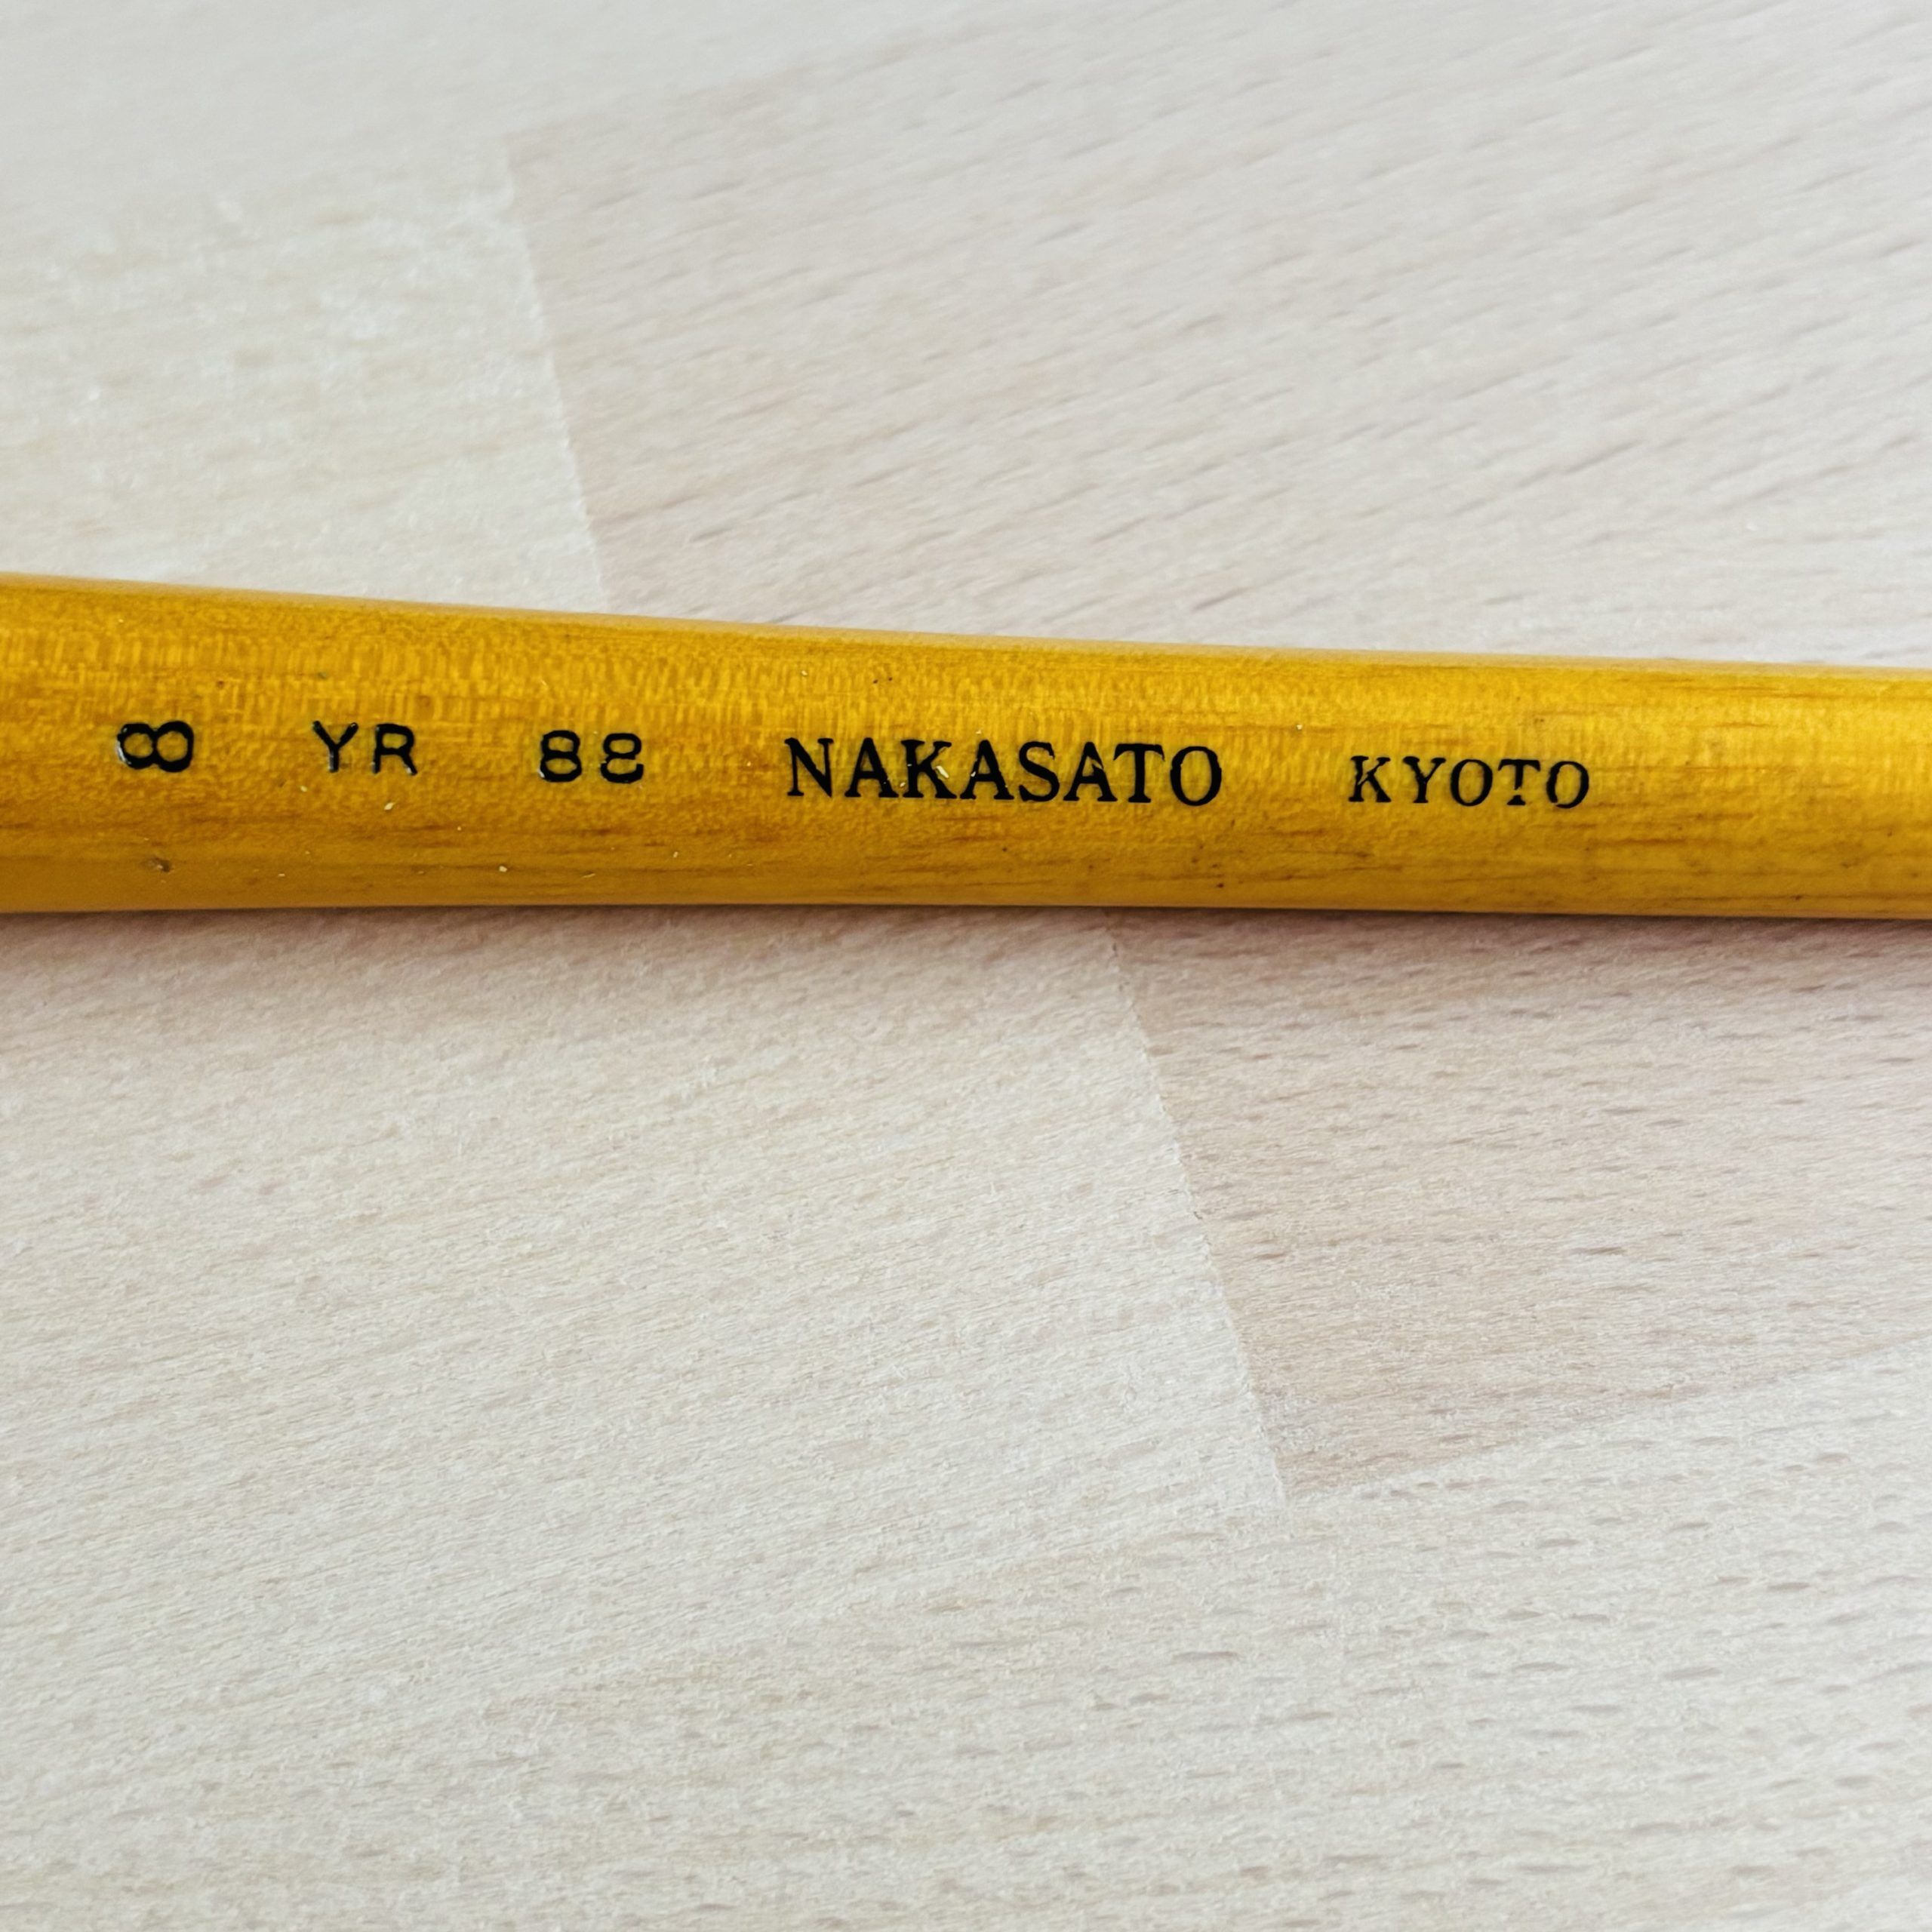 8 YR 88 NAKASATO KYOTO